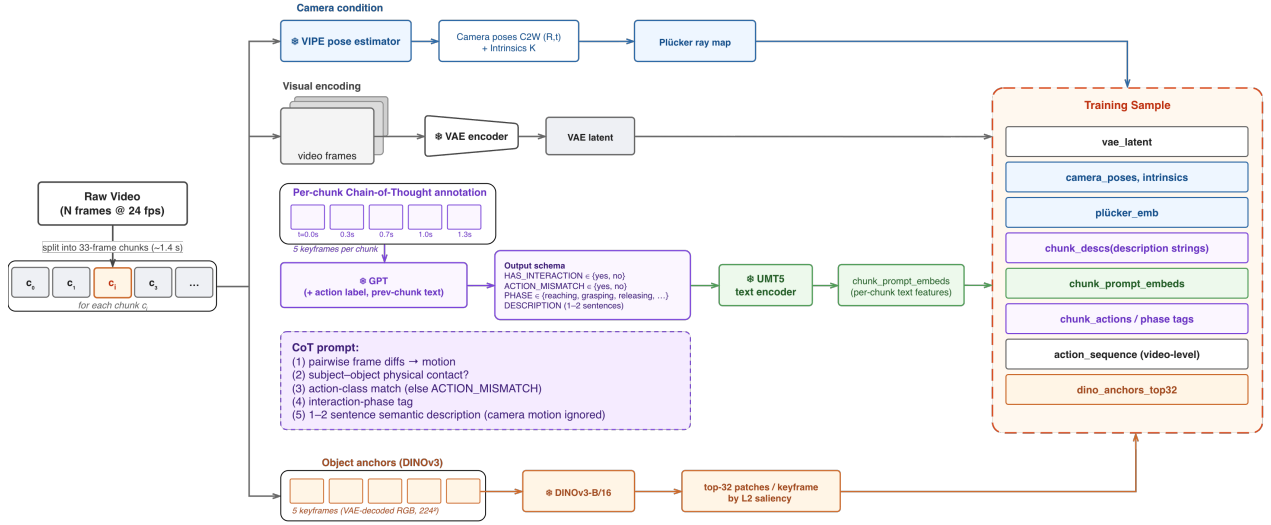 Camera condition
❄ VIPE pose estimator
Camera poses C2W (R,t)
+ Intrinsics K
Plücker ray map
Visual encoding
video frames
❄ VAE encoder
VAE latent
Raw Video
(N frames @ 24 fps)
split into 33-frame chunks (~1.4 s)
c0
c1
ci
c3
...
for each chunk ci
Per-chunk Chain-of-Thought annotation
t=0.0s
0.3s
0.7s
1.0s
1.3s
5 keyframes per chunk
❄ GPT
(+ action label, prev-chunk text)
Output schema
HAS_INTERACTION ∈ {yes, no}
ACTION_MISMATCH ∈ {yes, no}
PHASE ∈ {reaching, grasping, releasing, …}
DESCRIPTION (1–2 sentences)
❄ UMT5
text encoder
chunk_prompt_embeds
(per-chunk text features)
CoT prompt:
(1) pairwise frame diffs → motion
(2) subject–object physical contact?
(3) action-class match (else ACTION_MISMATCH)
(4) interaction-phase tag
(5) 1–2 sentence semantic description (camera motion ignored)
Object anchors (DINOv3)
5 keyframes (VAE-decoded RGB, 224²)
❄ DINOv3-B/16
top-32 patches / keyframe
by L2 saliency
Training Sample
vae_latent
camera_poses, intrinsics
plücker_emb
chunk_descs(description strings)
chunk_prompt_embeds
chunk_actions / phase tags
action_sequence (video-level)
dino_anchors_top32